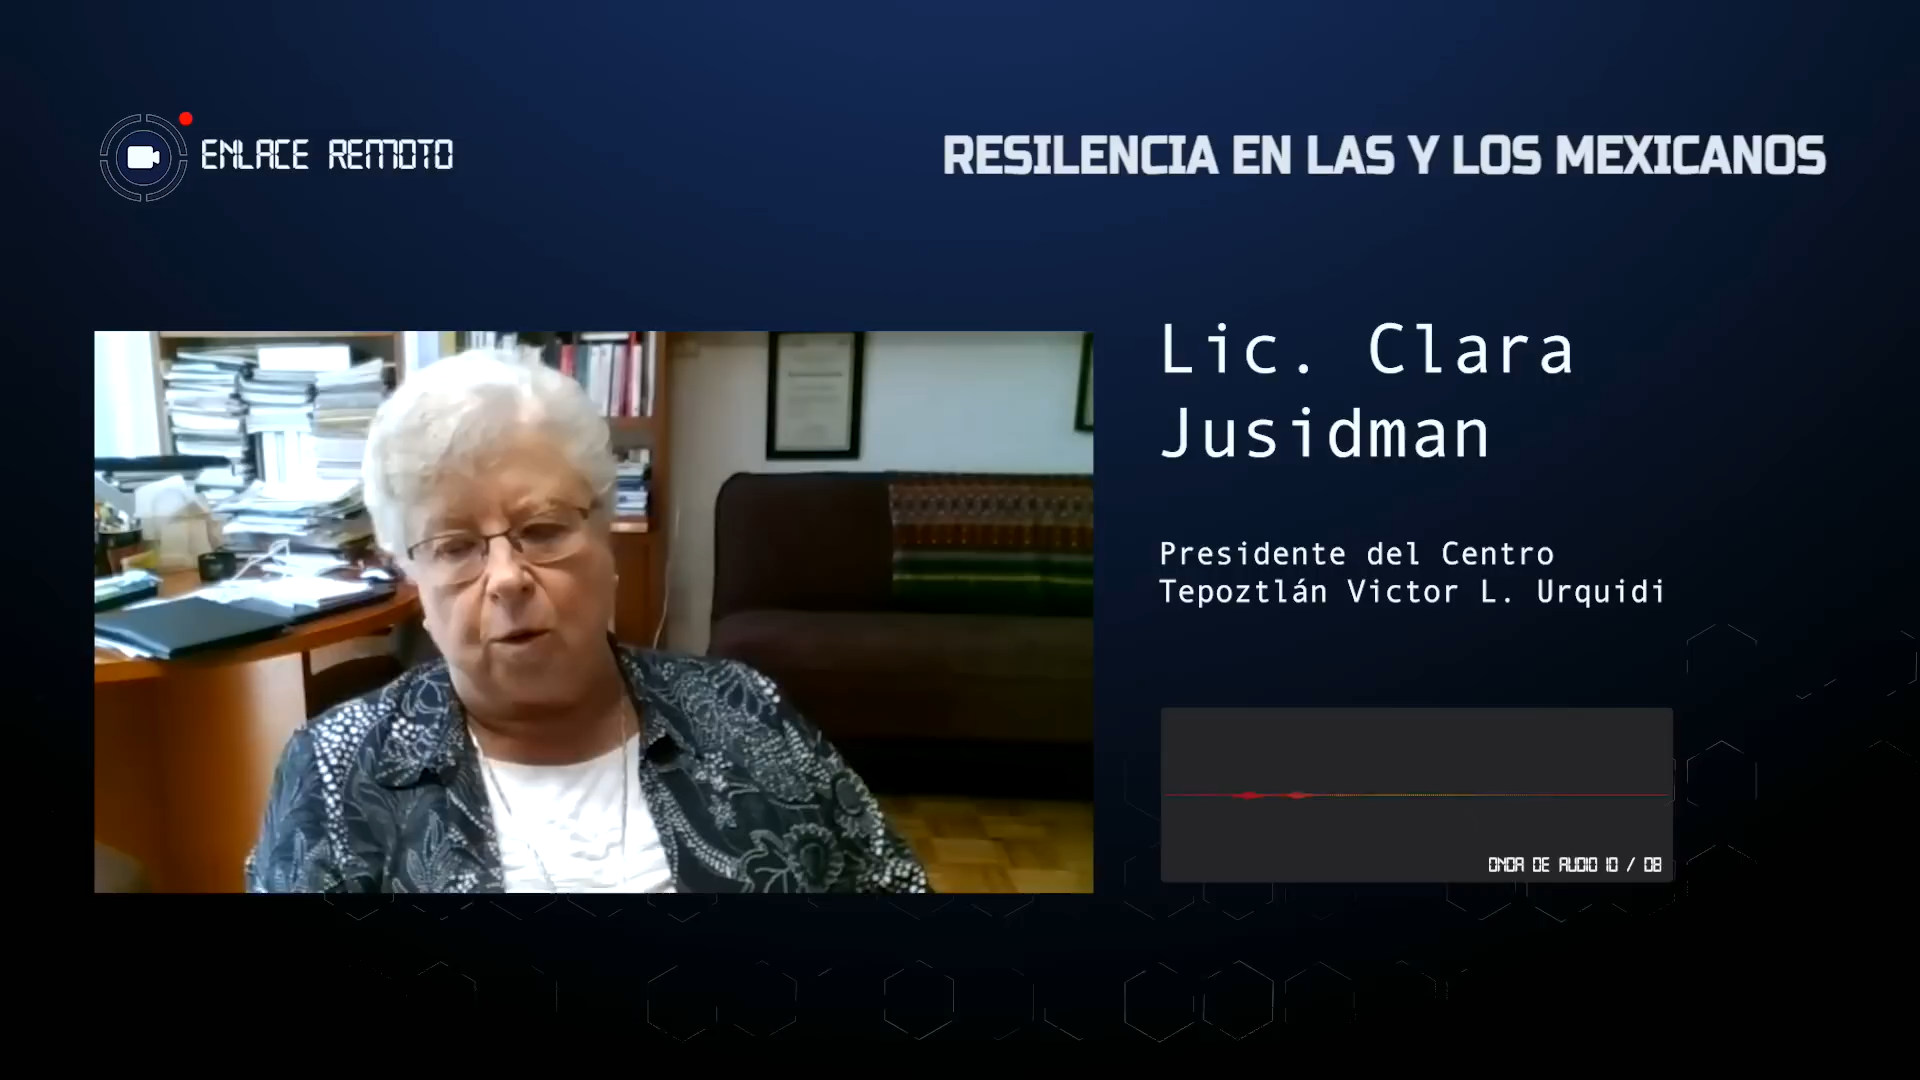 ENLACE REMOTO
RESILENCIA EN LAS Y LOS MEXICANOS
Lic. Clara
Jusidman
Presidente del Centro
Tepoztlán Victor L. Urquidi
ONDA DE AUDIO 10 / 08